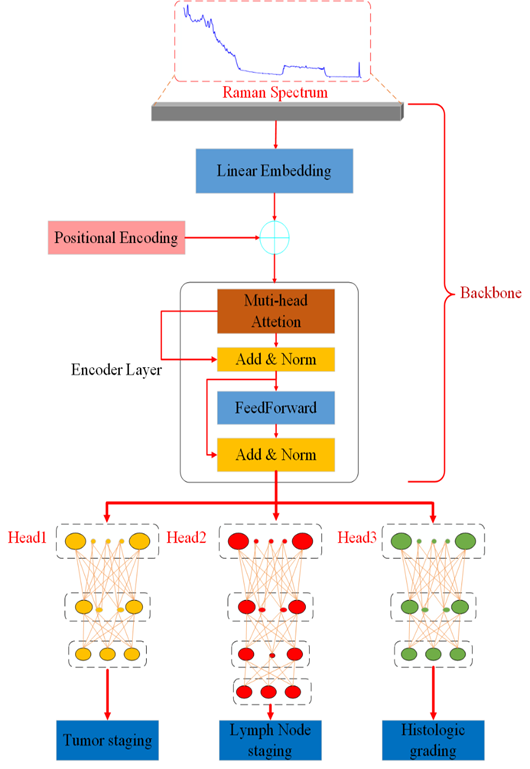 Raman Spectrum
Linear Embedding
Positional Encoding
Backbone
Muti-head
Attetion
Add & Norm
Encoder Layer
FeedForward
Add & Norm
Head1
Head2
Head3
Tumor staging
Lymph Node
staging
Histologic
grading